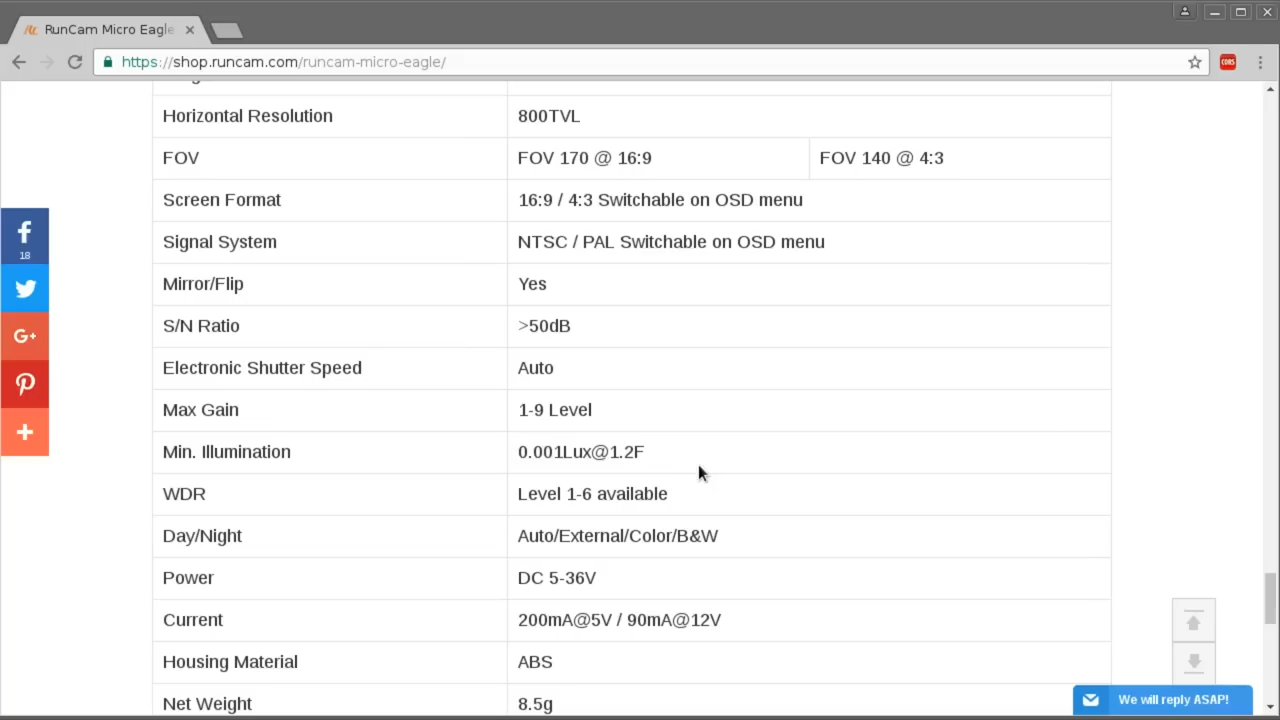 RunCam Micro Eagle
https://shop.runcam.com/runcam-micro-eagle/
CORS
Horizontal Resolution 800TVL
FOV FOV 170 @ 16:9 FOV 140 @ 4:3
Screen Format 16:9 / 4:3 Switchable on OSD menu
Signal System NTSC / PAL Switchable on OSD menu
Mirror/Flip Yes
S/N Ratio >50dB
Electronic Shutter Speed Auto
Max Gain 1-9 Level
Min. Illumination 0.001Lux@1.2F
WDR Level 1-6 available
Day/Night Auto/External/Color/B&W
Power DC 5-36V
Current 200mA@5V / 90mA@12V
Housing Material ABS
Net Weight 8.5g
18
G+
We will reply ASAP!